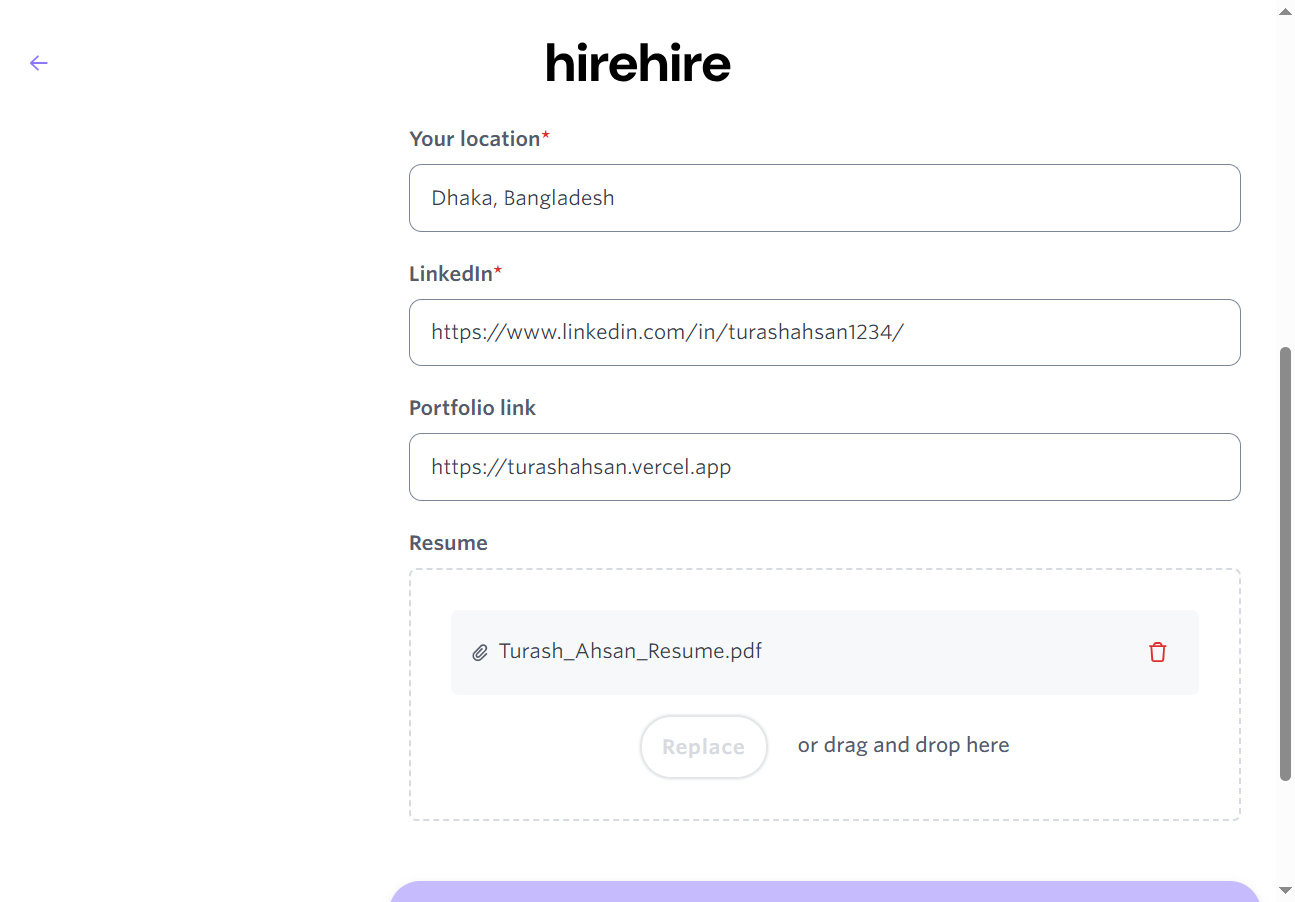 hirehire
Your location*
Dhaka, Bangladesh
LinkedIn*
https://www.linkedin.com/in/turashahsan1234/
Portfolio link
https://turashahsan.vercel.app
Resume
Turash_Ahsan_Resume.pdf
Replace or drag and drop here